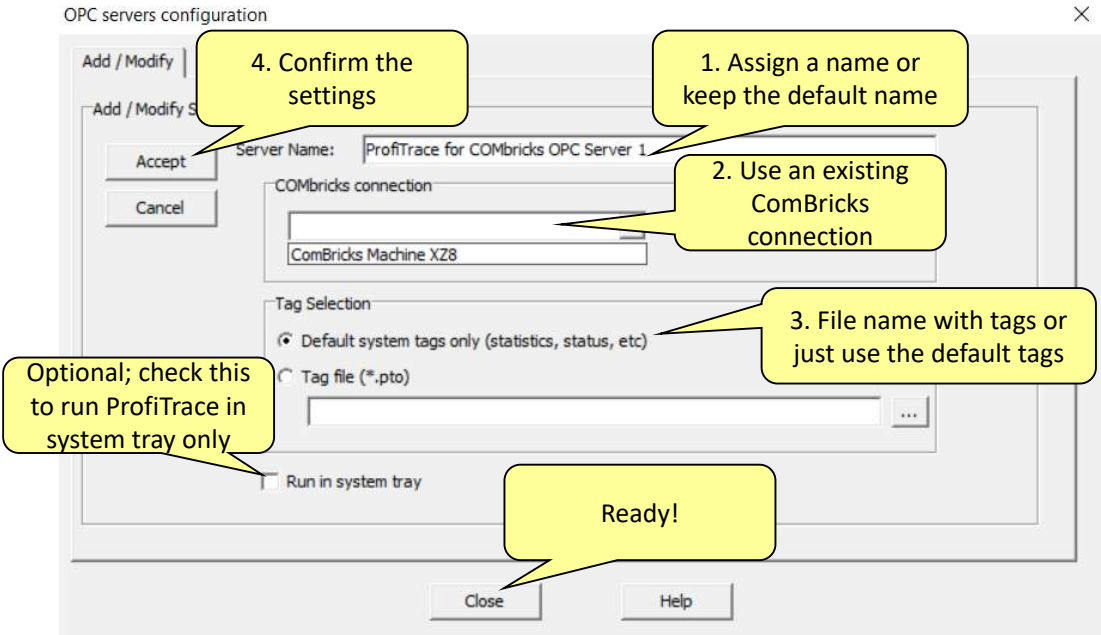 OPC servers configuration
Add / Modify
4. Confirm the
settings
1. Assign a name or
keep the default name
Add / Modify S
Accept
Server Name:
ProfiTrace for COMbricks OPC Server 1
Cancel
COMbricks connection
2. Use an existing
ComBricks
connection
ComBricks Machine XZ8
Tag Selection
Default system tags only (statistics, status, etc)
3. File name with tags or
just use the default tags
Tag file (*.pto)
...
Optional; check this
to run ProfiTrace in
system tray only
Run in system tray
Ready!
Close
Help